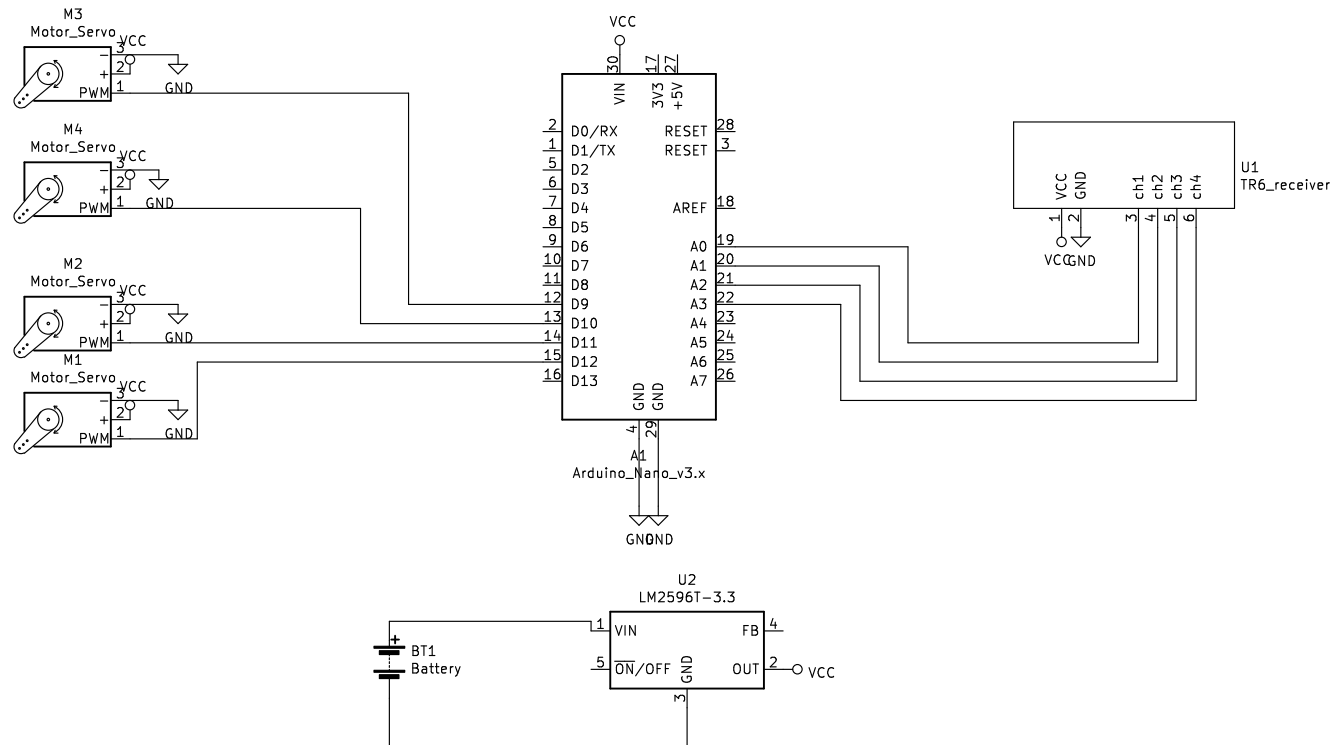 M3
Motor_Servo
VCC
3
−
2
+
GND
1
PWM
M4
Motor_Servo
VCC
3
−
2
+
GND
1
PWM
M2
Motor_Servo
VCC
3
−
2
+
GND
1
PWM
M1
Motor_Servo
VCC
3
−
2
+
GND
1
PWM
VCC
30 17 27
VIN 3V3 +5V
2 D0/RX RESET 28
1 D1/TX RESET 3
5 D2
6 D3
7 D4 AREF 18
8 D5
9 D6 A0 19
10 D7 A1 20
11 D8 A2 21
12 D9 A3 22
13 D10 A4 23
14 D11 A5 24
15 D12 A6 25
16 D13 A7 26
GND GND
4 29
A1
Arduino_Nano_v3.x
GND GND
U1
TR6_receiver
VCC GND ch1 ch2 ch3 ch4
1 2 3 4 5 6
VCC GND
U2
LM2596T-3.3
1 VIN FB 4
5 ON/OFF GND OUT 2 VCC
3
+
BT1
Battery